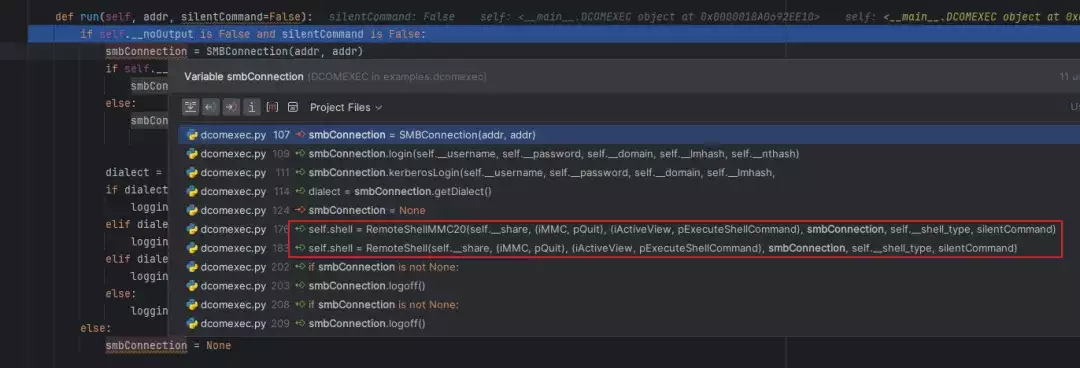 def run(self, addr, silentCommand=False): silentCommand: False self: <__main__.DCOMEXEC object at 0x0000018A0692EE10> self: <__main__.DCOMEXEC object at 0x0
if self.__noOutput is False and silentCommand is False:
smbConnection = SMBConnection(addr, addr)
if self.__
smbCon
else:
smbCon
dialect =
if dialect
loggin
elif diale
loggin
elif diale
loggin
else:
loggin
else:
smbConnection = None
Variable smbConnection (DCOMEXEC in examples.dcomexec)
11 u
Project Files
dcomexec.py 107 smbConnection = SMBConnection(addr, addr)
dcomexec.py 109 smbConnection.login(self.__username, self.__password, self.__domain, self.__lmhash, self.__nthash)
dcomexec.py 111 smbConnection.kerberosLogin(self.__username, self.__password, self.__domain, self.__lmhash,
dcomexec.py 114 dialect = smbConnection.getDialect()
dcomexec.py 124 smbConnection = None
dcomexec.py 176 self.shell = RemoteShellMMC20(self.__share, (iMMC, pQuit), (iActiveView, pExecuteShellCommand), smbConnection, self.__shell_type, silentCommand)
dcomexec.py 183 self.shell = RemoteShell(self.__share, (iMMC, pQuit), (iActiveView, pExecuteShellCommand), smbConnection, self.__shell_type, silentCommand)
dcomexec.py 202 if smbConnection is not None:
dcomexec.py 203 smbConnection.logoff()
dcomexec.py 208 if smbConnection is not None:
dcomexec.py 209 smbConnection.logoff()